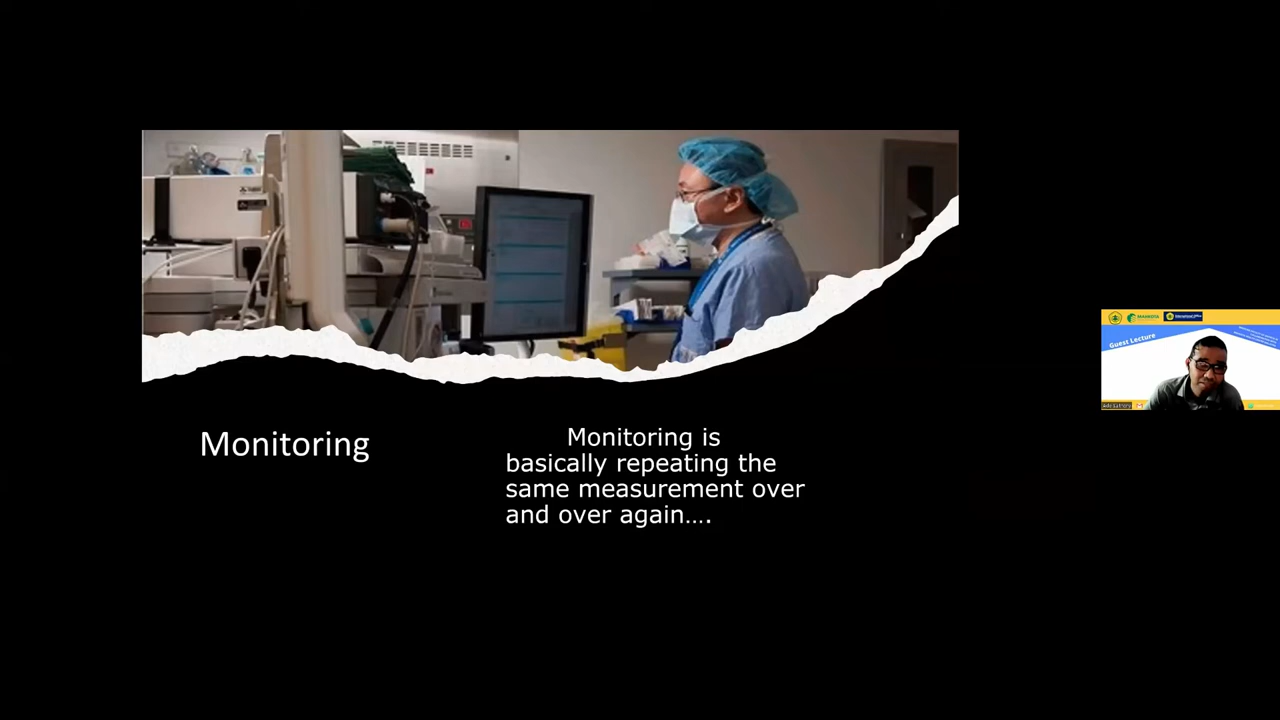 Monitoring
Monitoring is
basically repeating the
same measurement over
and over again....
Guest Lecture